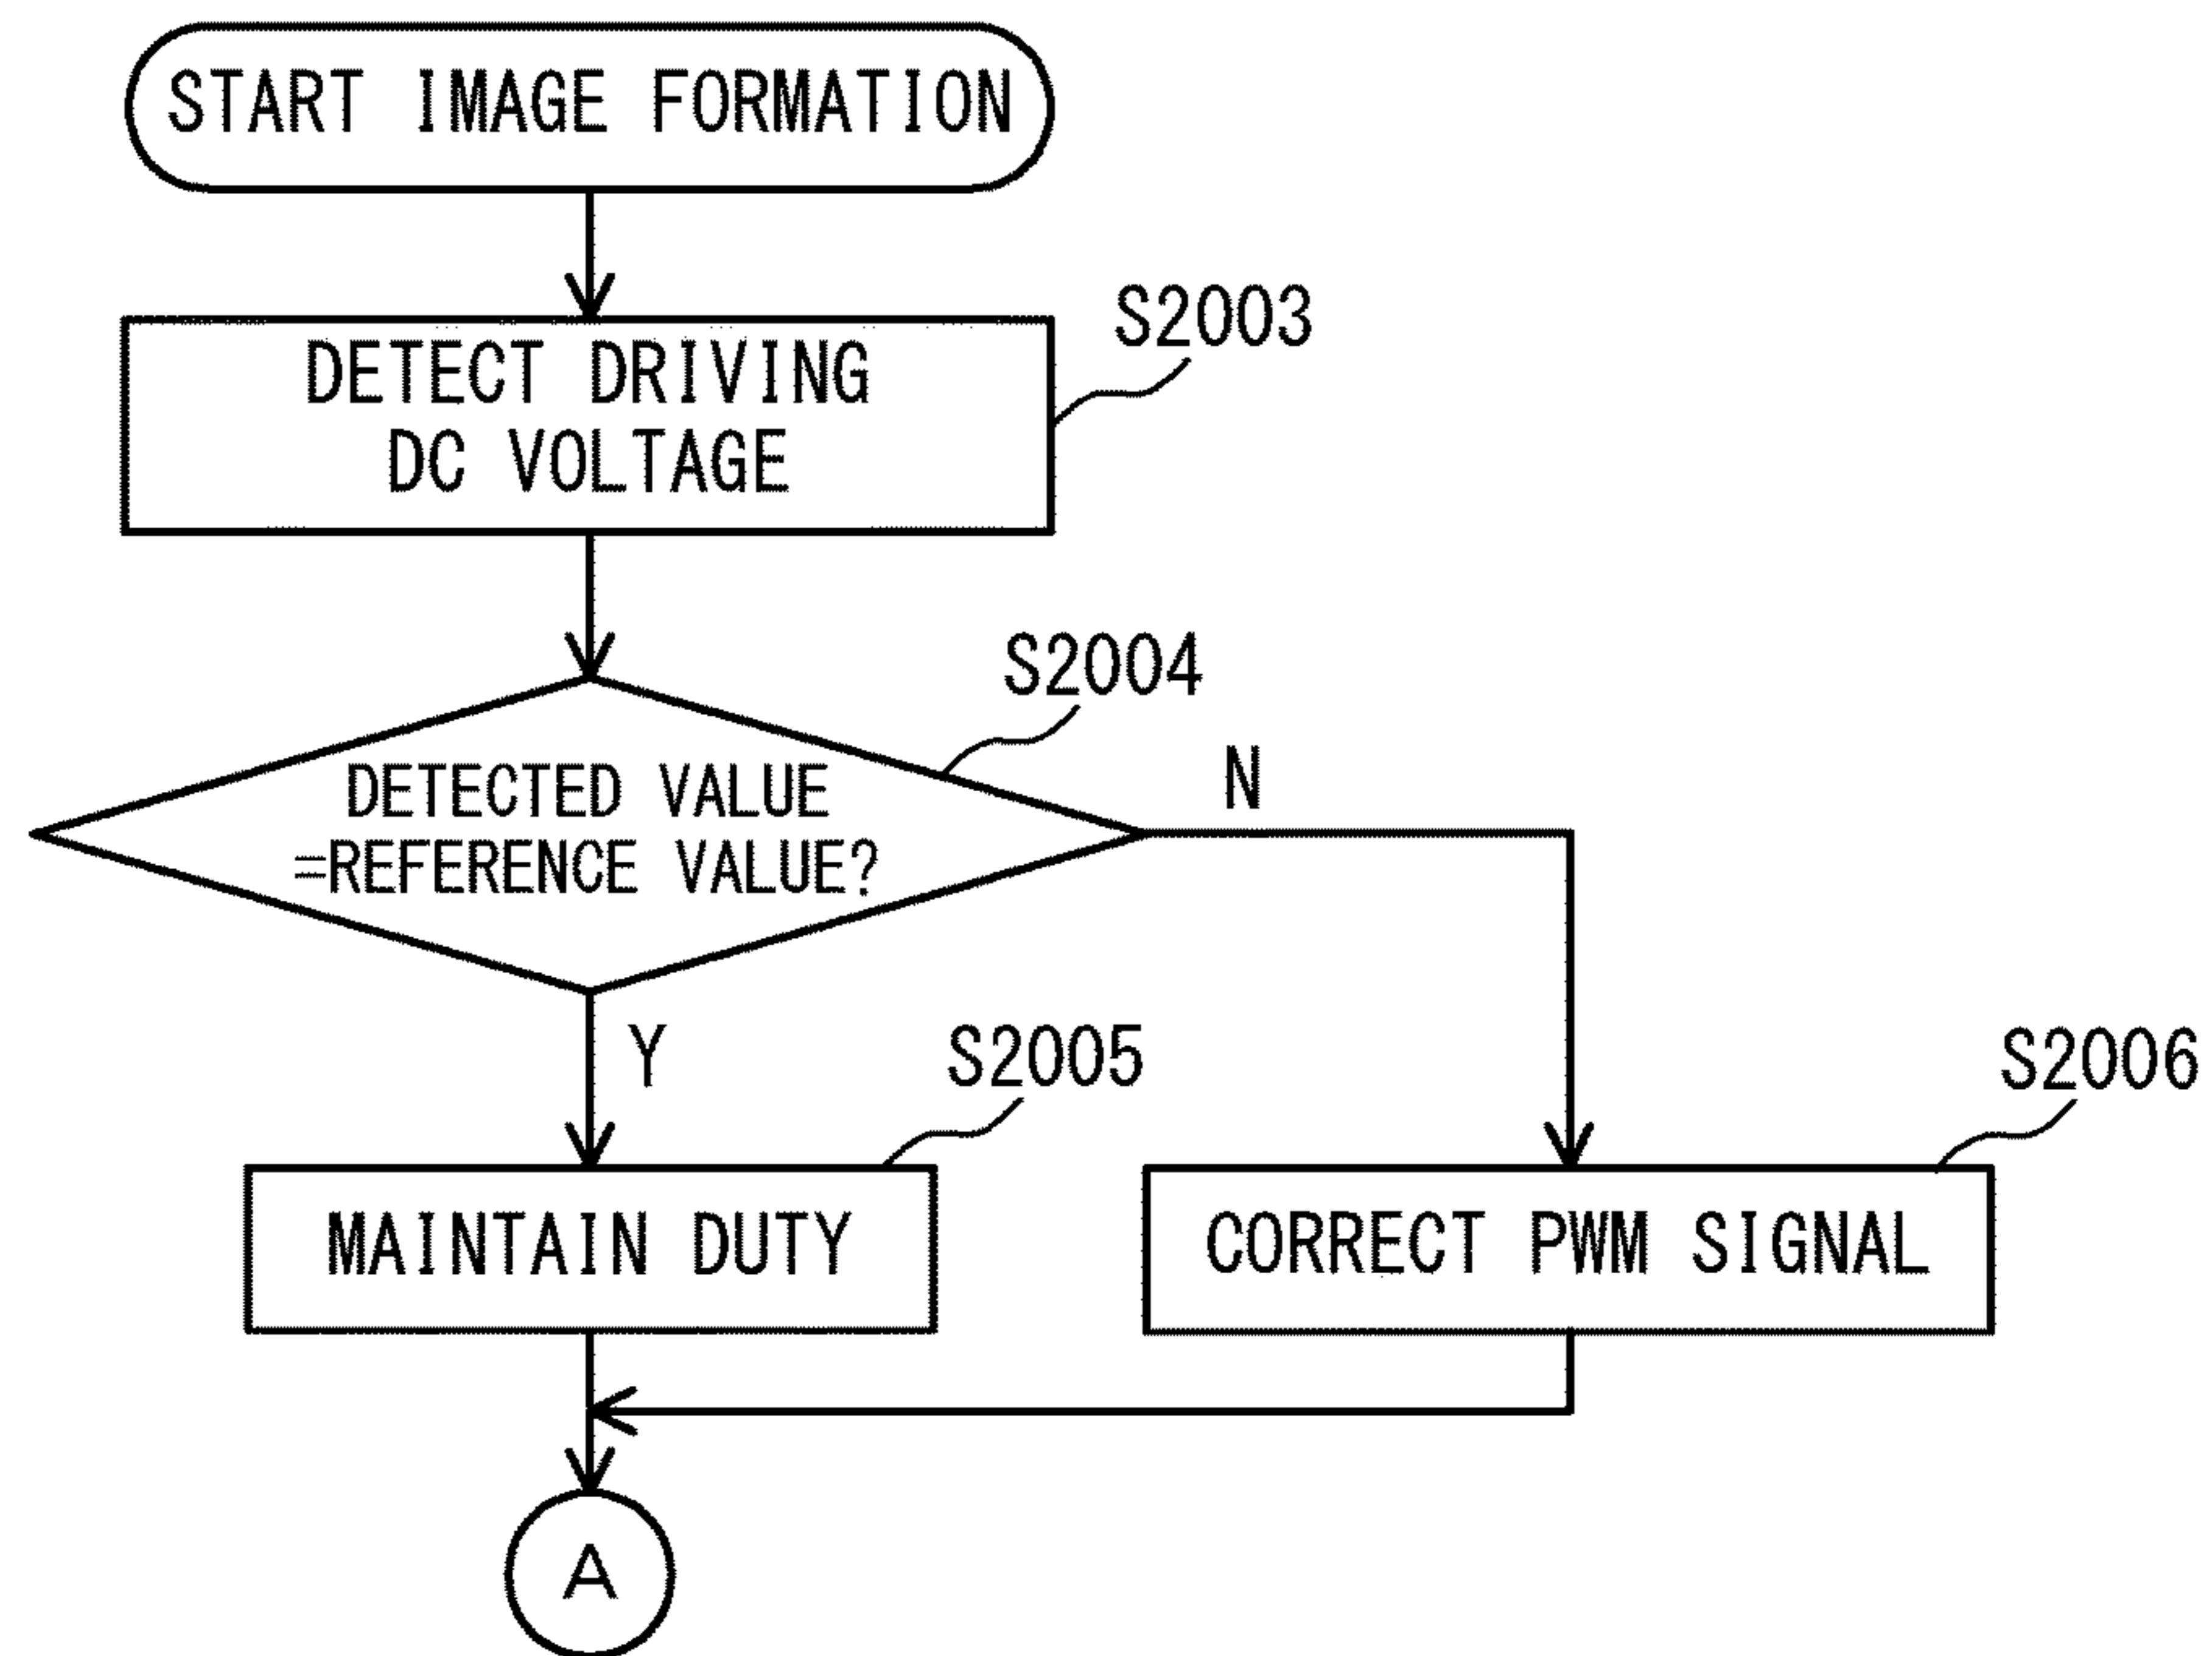 START IMAGE FORMATION
S2003
DETECT DRIVING
DC VOLTAGE
S2004
DETECTED VALUE
=REFERENCE VALUE?
N
Y
S2005
S2006
MAINTAIN DUTY
CORRECT PWM SIGNAL
A